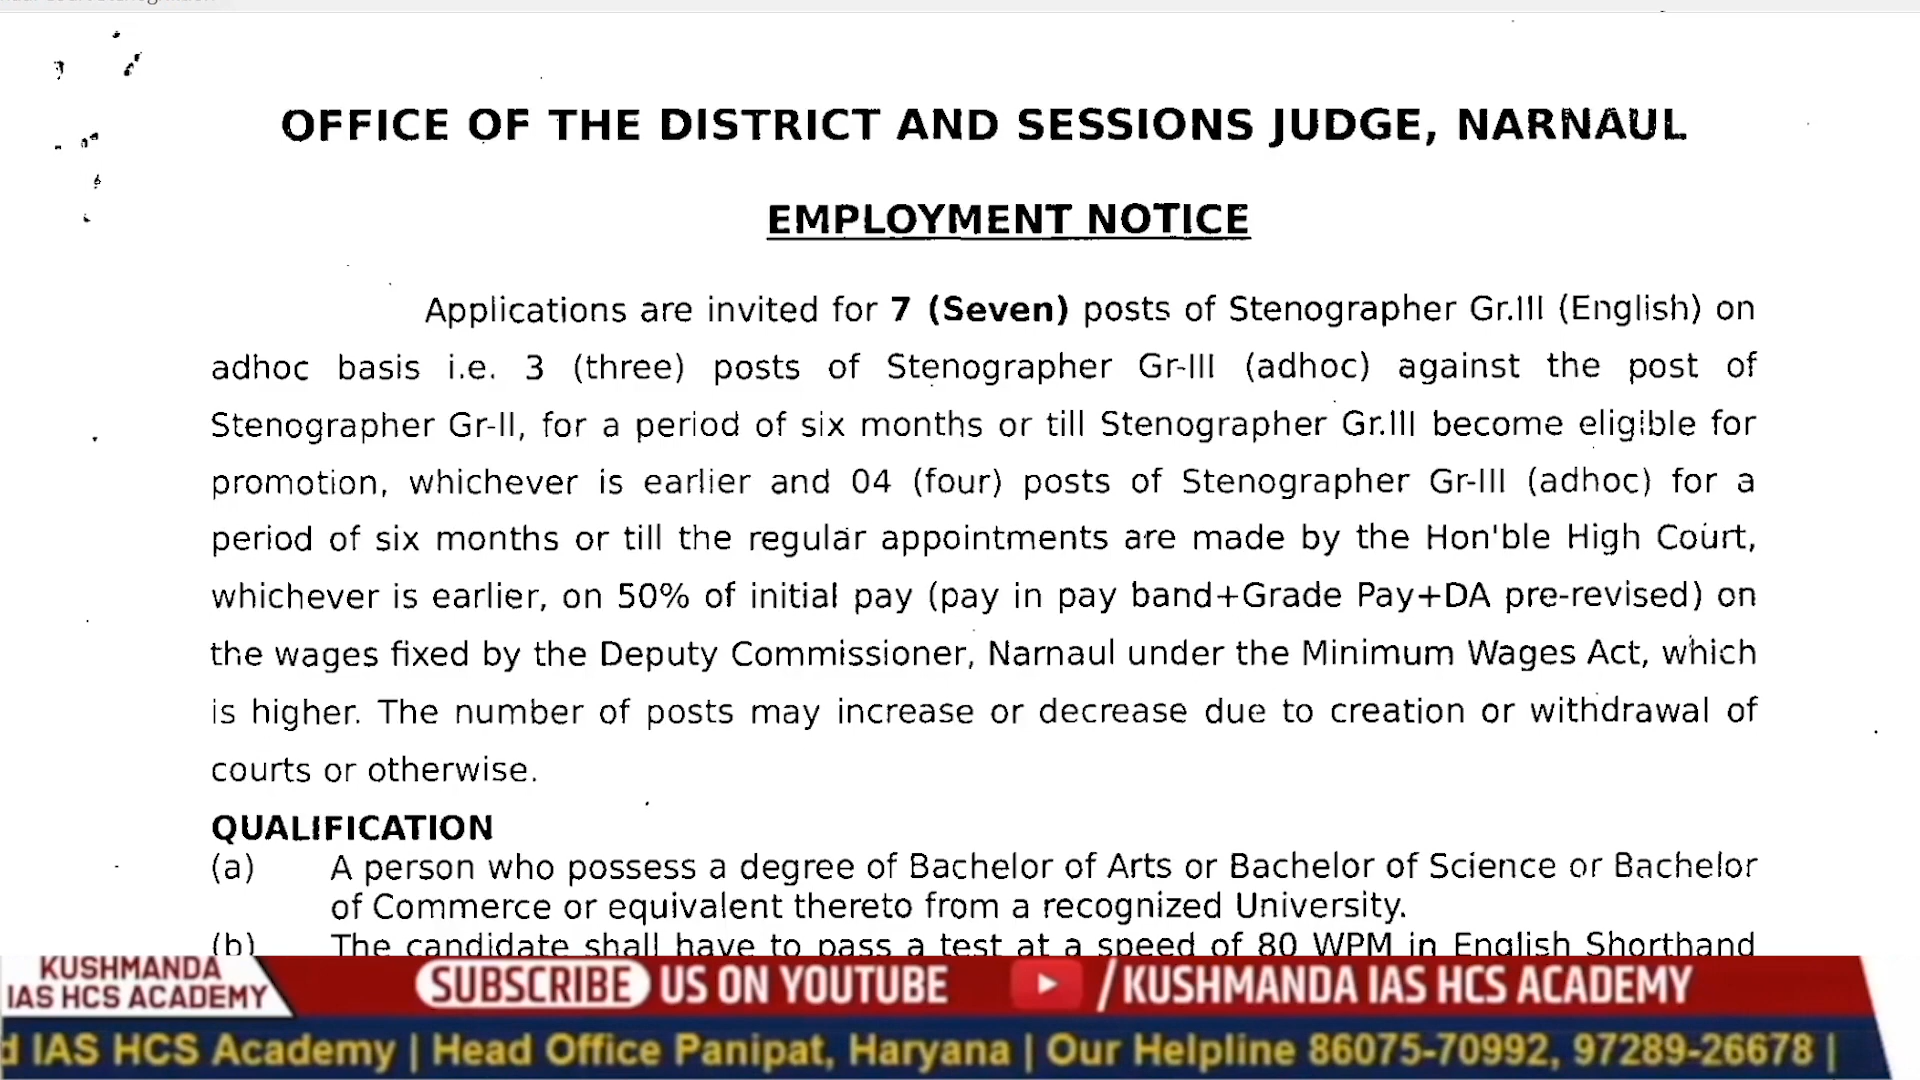 OFFICE OF THE DISTRICT AND SESSIONS JUDGE, NARNAUL
EMPLOYMENT NOTICE
Applications are invited for 7 (Seven) posts of Stenographer Gr.III (English) on
adhoc basis i.e. 3 (three) posts of Stenographer Gr-III (adhoc) against the post of
Stenographer Gr-II, for a period of six months or till Stenographer Gr.III become eligible for
promotion, whichever is earlier and 04 (four) posts of Stenographer Gr-III (adhoc) for a
period of six months or till the regular appointments are made by the Hon'ble High Court,
whichever is earlier, on 50% of initial pay (pay in pay band+Grade Pay+DA pre-revised) on
the wages fixed by the Deputy Commissioner, Narnaul under the Minimum Wages Act, which
is higher. The number of posts may increase or decrease due to creation or withdrawal of
courts or otherwise.
QUALIFICATION
(a) A person who possess a degree of Bachelor of Arts or Bachelor of Science or Bachelor
of Commerce or equivalent thereto from a recognized University.
(b) The candidate shall have to pass a test at a speed of 80 WPM in English Shorthand
KUSHMANDA
IAS HCS ACADEMY
SUBSCRIBE US ON YOUTUBE /KUSHMANDA IAS HCS ACADEMY
d IAS HCS Academy | Head Office Panipat, Haryana | Our Helpline 86075-70992, 97289-26678 |